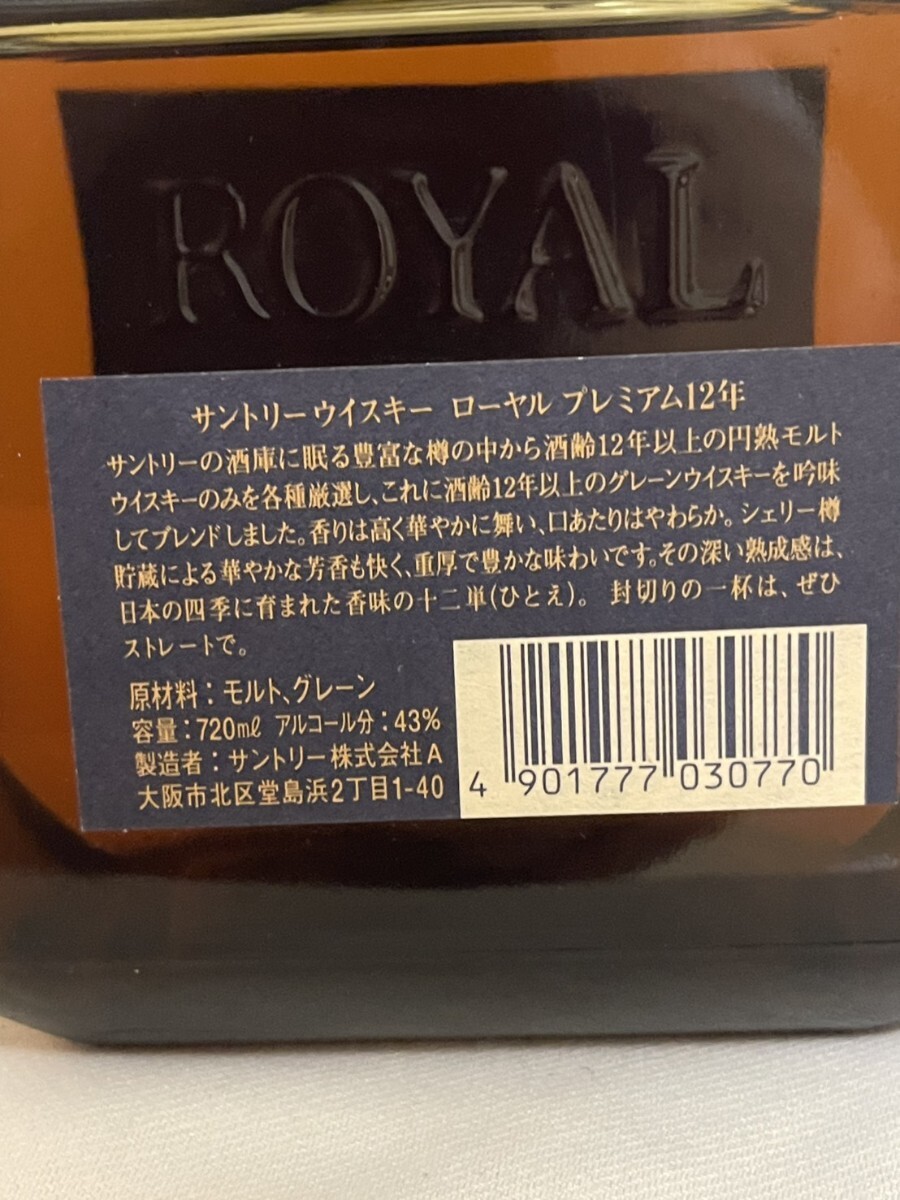 ROYAL
サントリーウイスキー ローヤル プレミアム12年
サントリーの酒庫に眠る豊富な樽の中から酒齢12年以上の円熟モルト
ウイスキーのみを各種厳選し、これに酒齢12年以上のグレーンウイスキーを吟味
してブレンドしました。香りは高く華やかに舞い、口あたりはやわらか。シェリー樽
貯蔵による華やかな芳香も快く、重厚で豊かな味わいです。その深い熟成感は、
日本の四季に育まれた香味の十二単(ひとえ)。 封切りの一杯は、ぜひ
ストレートで。
原材料：モルト、グレーン
容量：720mℓ アルコール分：43%
製造者：サントリー株式会社A
大阪市北区堂島浜2丁目1-40
4 901777 030770